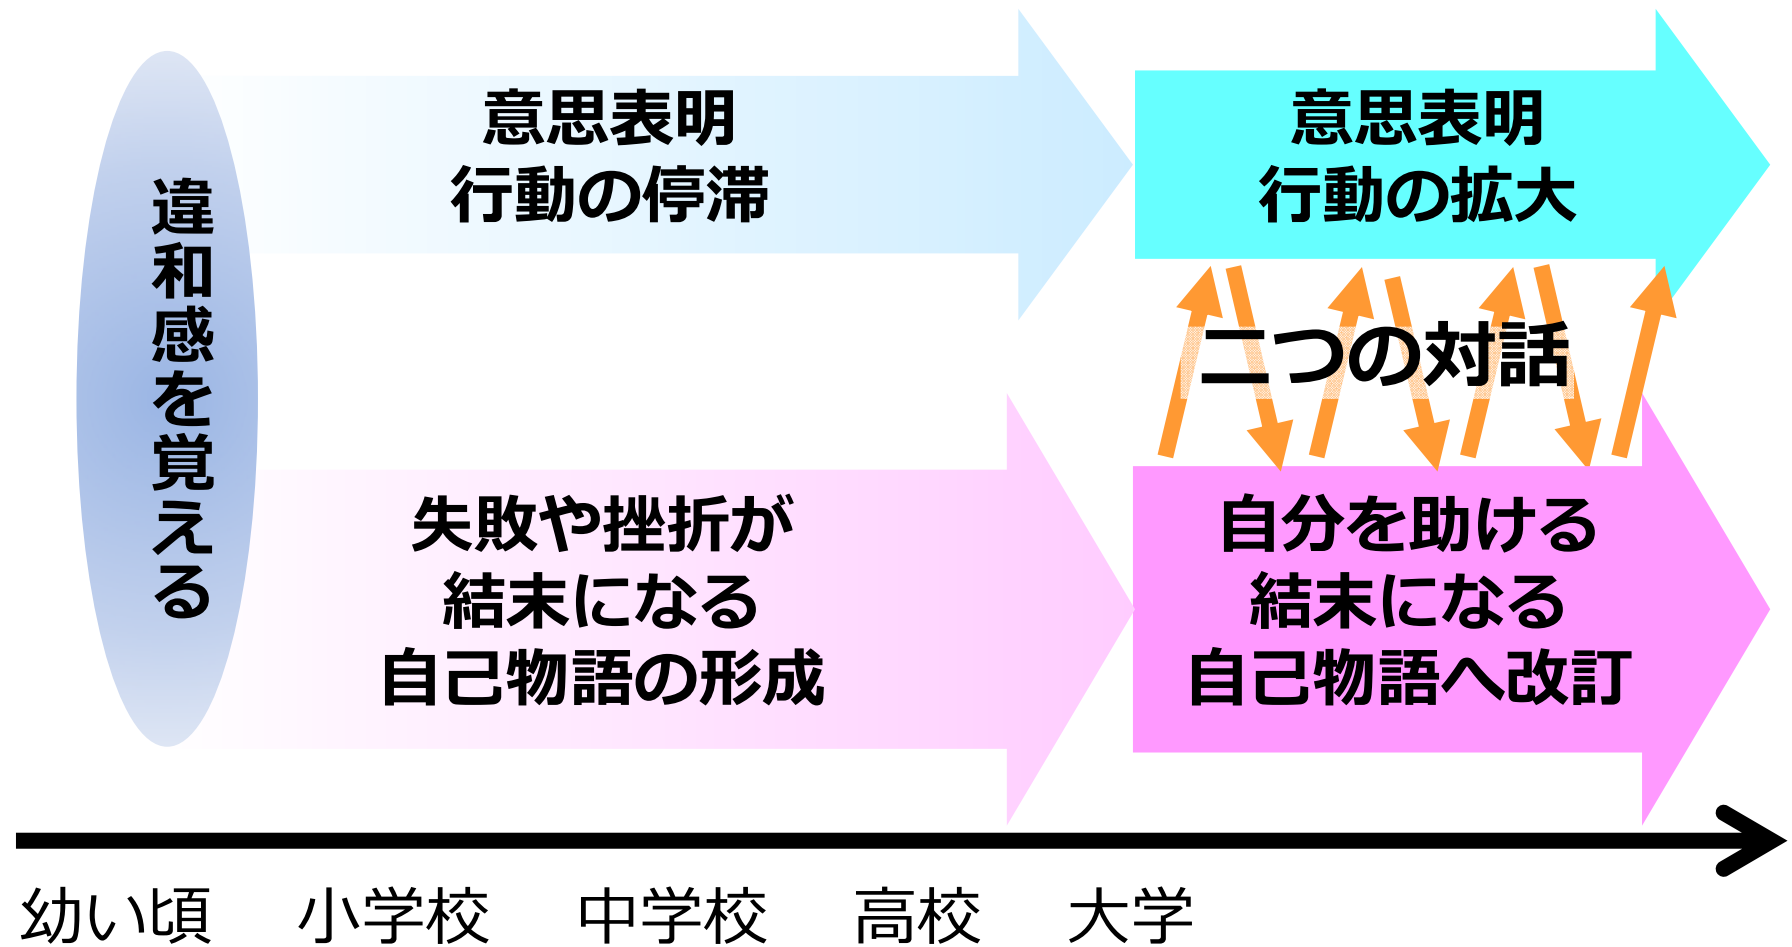 違和感を覚える
意思表明
行動の停滞
意思表明
行動の拡大
二つの対話
失敗や挫折が
結末になる
自己物語の形成
自分を助ける
結末になる
自己物語へ改訂
幼い頃 小学校 中学校 高校 大学